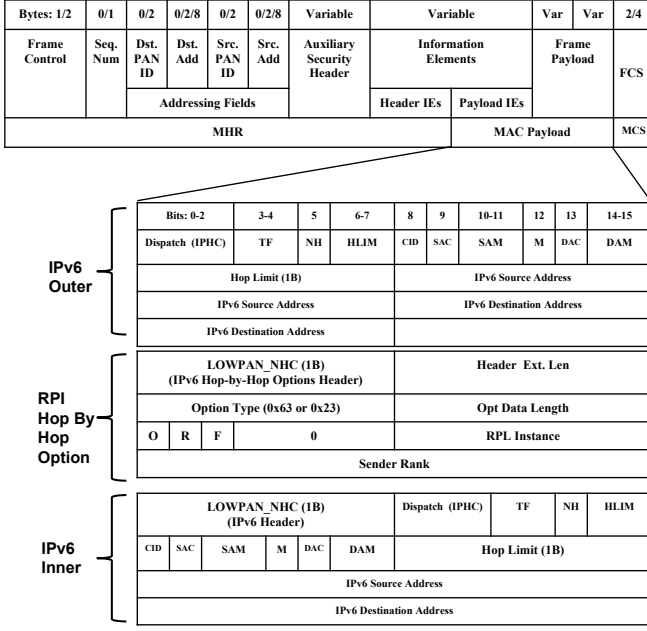 Bytes: 1/2 0/1 0/2 0/2/8 0/2 0/2/8 Variable Variable Var Var 2/4
Frame Control Seq. Num Dst. PAN ID Dst. Add Src. PAN ID Src. Add Auxiliary Security Header Information Elements Frame Payload FCS
Addressing Fields Header IEs Payload IEs
MHR MAC Payload MCS
IPv6 Outer
Bits: 0-2 3-4 5 6-7 8 9 10-11 12 13 14-15
Dispatch (IPHC) TF NH HLIM CID SAC SAM M DAC DAM
Hop Limit (1B) IPv6 Source Address
IPv6 Source Address IPv6 Destination Address
IPv6 Destination Address
RPI Hop By Hop Option
LOWPAN_NHC (1B) (IPv6 Hop-by-Hop Options Header) Header Ext. Len
Option Type (0x63 or 0x23) Opt Data Length
O R F 0 RPL Instance
Sender Rank
IPv6 Inner
LOWPAN_NHC (1B) (IPv6 Header) Dispatch (IPHC) TF NH HLIM
CID SAC SAM M DAC DAM Hop Limit (1B)
IPv6 Source Address
IPv6 Destination Address